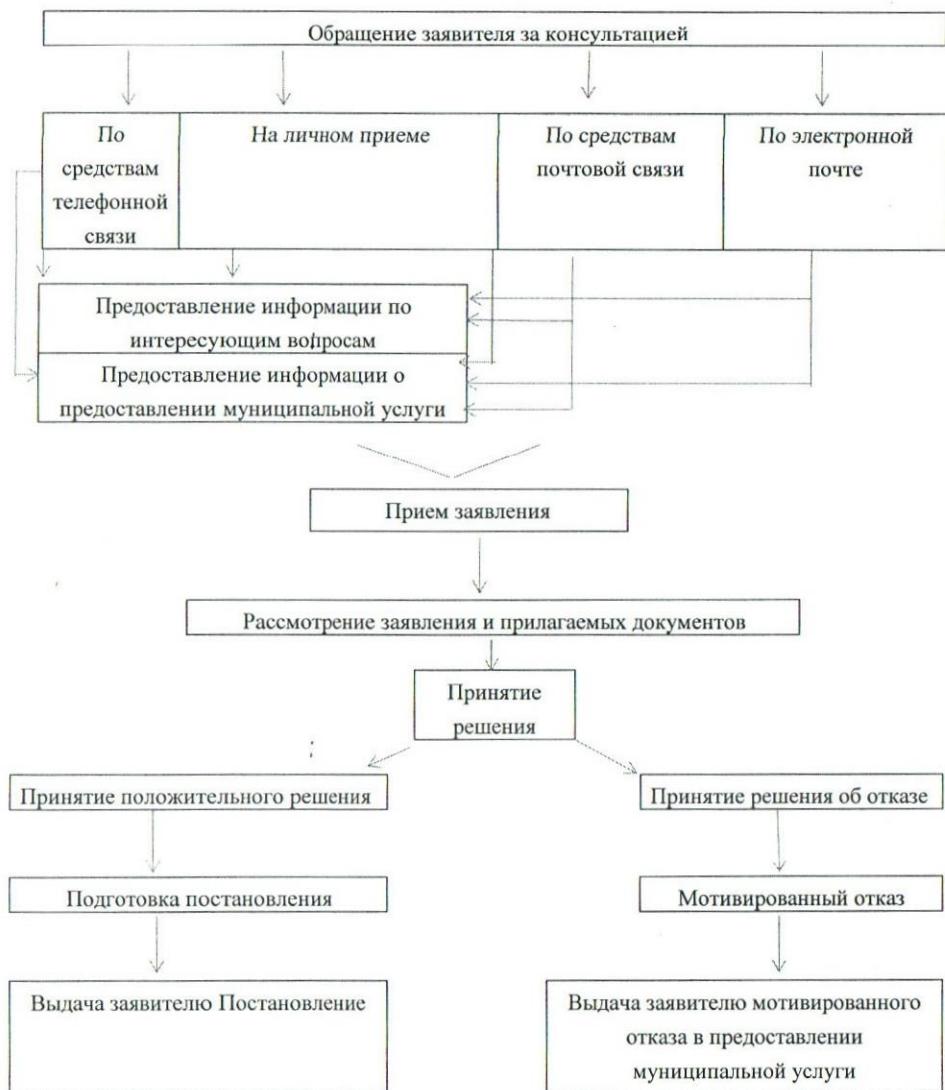 Обращение заявителя за консультацией
По
средствам
телефонной
связи
На личном приеме
По средствам
почтовой связи
По электронной
почте
Предоставление информации по
интересующим вопросам
Предоставление информации о
предоставлении муниципальной услуги
Прием заявления
Рассмотрение заявления и прилагаемых документов
Принятие
решения
Принятие положительного решения
Принятие решения об отказе
Подготовка постановления
Мотивированный отказ
Выдача заявителю Постановление
Выдача заявителю мотивированного
отказа в предоставлении
муниципальной услуги